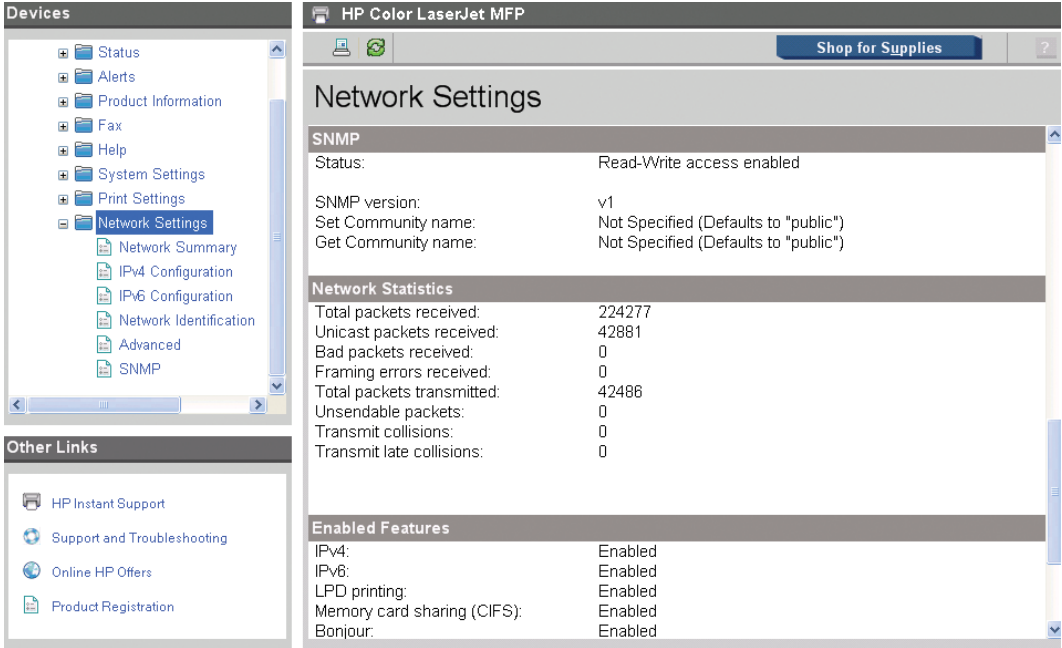 Devices
Status
Alerts
Product Information
Fax
Help
System Settings
Print Settings
Network Settings
Network Summary
IPv4 Configuration
IPv6 Configuration
Network Identification
Advanced
SNMP
Other Links
HP Instant Support
Support and Troubleshooting
Online HP Offers
Product Registration
HP Color LaserJet MFP
Shop for Supplies
?
Network Settings
SNMP
Status: Read-Write access enabled
SNMP version: v1
Set Community name: Not Specified (Defaults to "public")
Get Community name: Not Specified (Defaults to "public")
Network Statistics
Total packets received: 224277
Unicast packets received: 42881
Bad packets received: 0
Framing errors received: 0
Total packets transmitted: 42486
Unsendable packets: 0
Transmit collisions: 0
Transmit late collisions: 0
Enabled Features
IPv4: Enabled
IPv6: Enabled
LPD printing: Enabled
Memory card sharing (CIFS): Enabled
Bonjour: Enabled